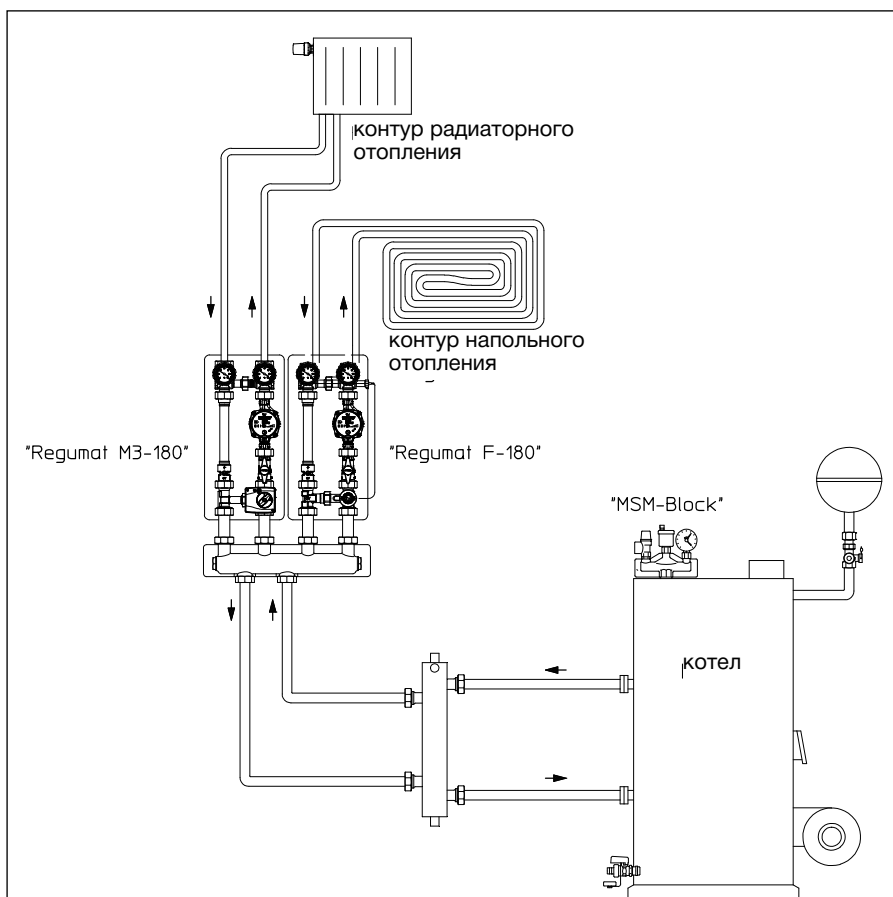 контур радиаторного
отопления
контур напольного
отопления
"Regumat M3-180"
"Regumat F-180"
"MSM-Block"
котел